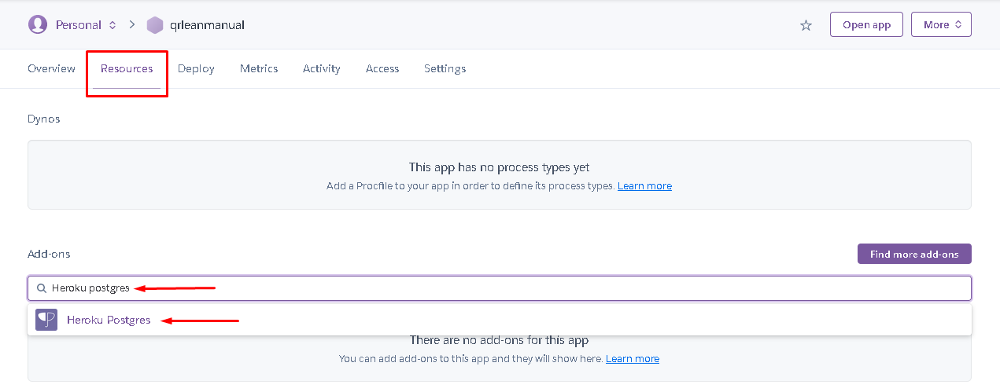 Personal qrleanmanual Open app More
Overview Resources Deploy Metrics Activity Access Settings
Dynos
This app has no process types yet
Add a Procfile to your app in order to define its process types. Learn more
Add-ons Find more add-ons
Heroku postgres
Heroku Postgres
There are no add-ons for this app
You can add add-ons to this app and they will show here. Learn more